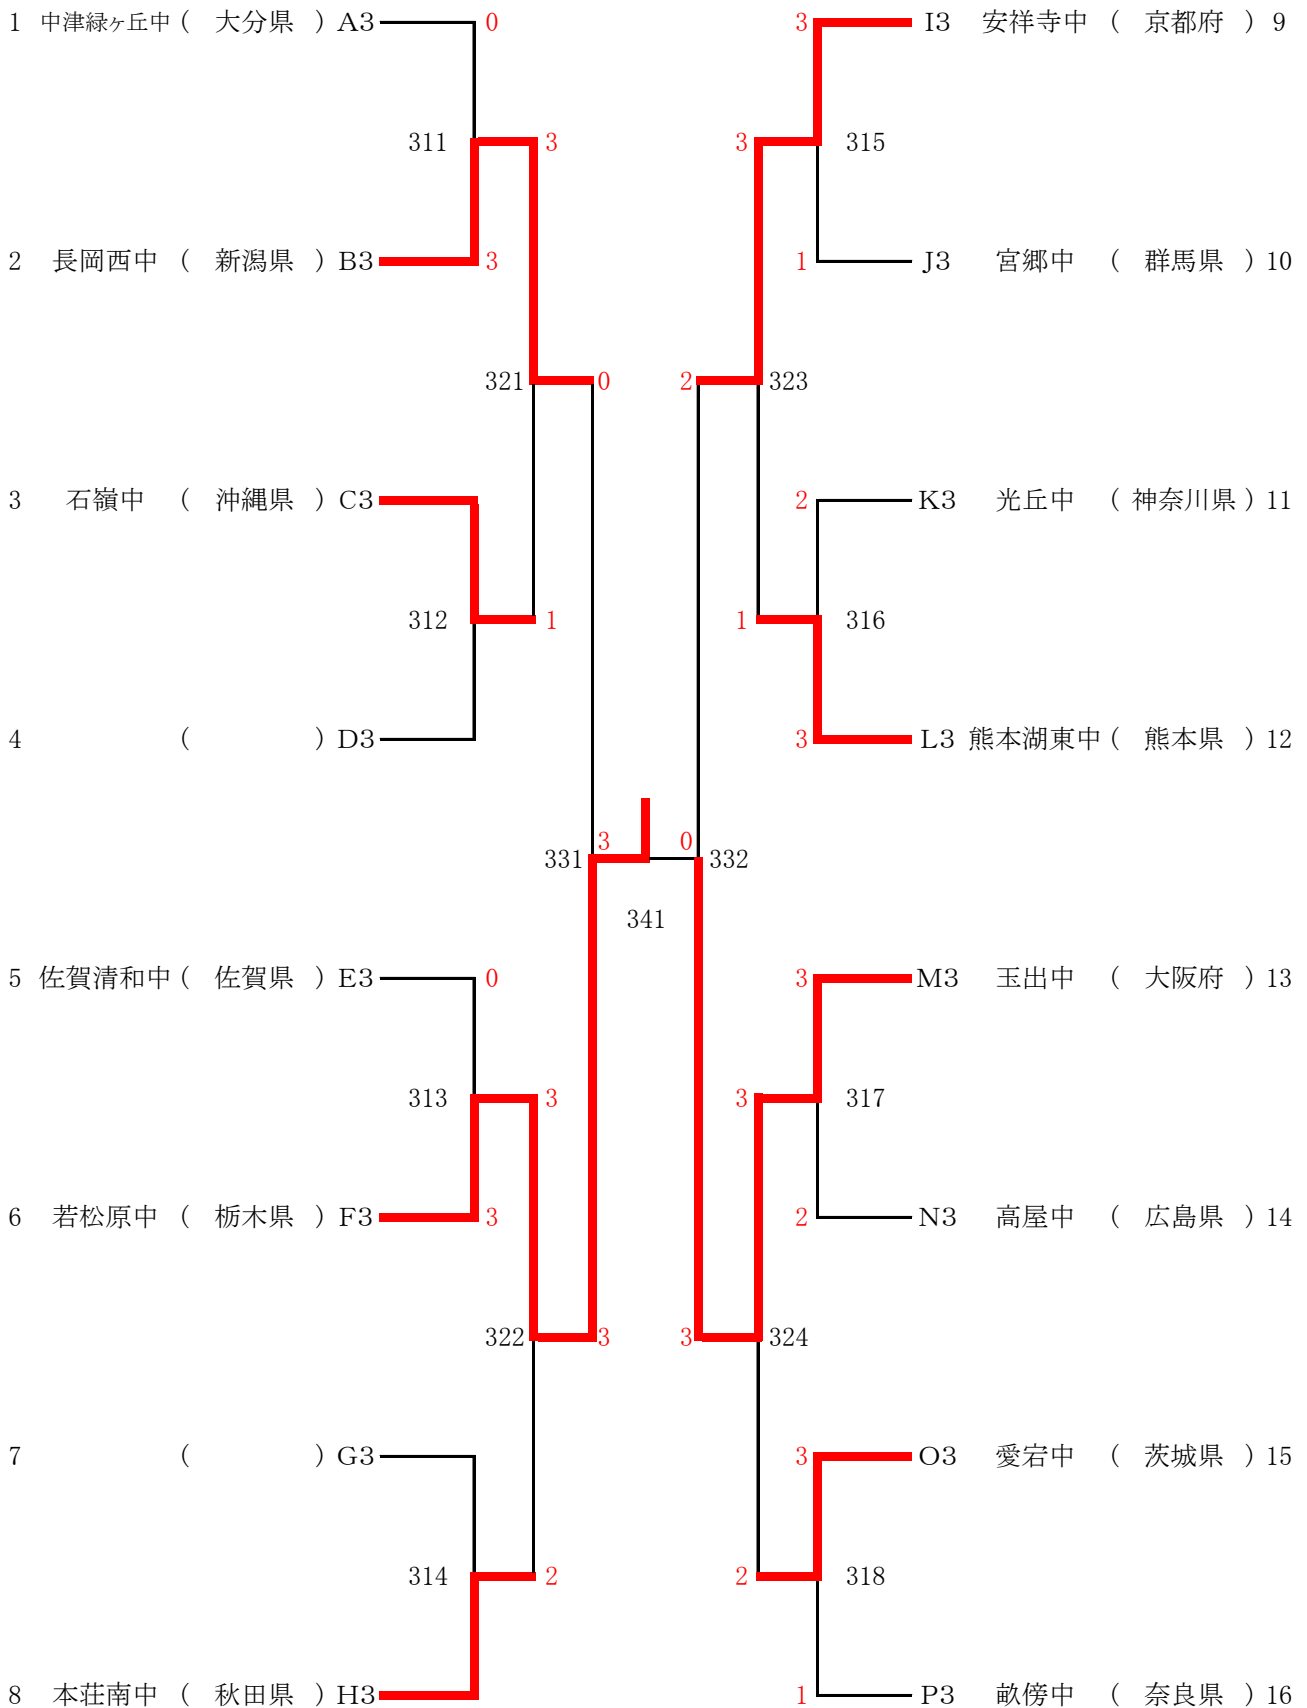 1 中津緑ヶ丘中 ( 大分県 ) A3 0 3 I3 安祥寺中 ( 京都府 ) 9
311 3 3 315
2 長岡西中 ( 新潟県 ) B3 3 1 J3 宮郷中 ( 群馬県 ) 10
321 0 2 323
3 石嶺中 ( 沖縄県 ) C3 2 K3 光丘中 ( 神奈川県 ) 11
312 1 1 316
4 ( ) D3 3 L3 熊本湖東中 ( 熊本県 ) 12
3 0
331 332
341
5 佐賀清和中 ( 佐賀県 ) E3 0 3 M3 玉出中 ( 大阪府 ) 13
313 3 3 317
6 若松原中 ( 栃木県 ) F3 3 2 N3 高屋中 ( 広島県 ) 14
322 3 3 324
7 ( ) G3 3 O3 愛宕中 ( 茨城県 ) 15
314 2 2 318
8 本荘南中 ( 秋田県 ) H3 1 P3 畝傍中 ( 奈良県 ) 16